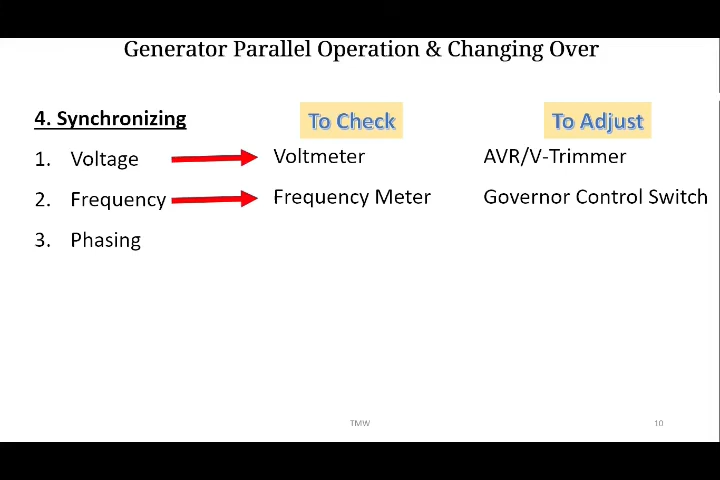 Generator Parallel Operation & Changing Over
4. Synchronizing To Check To Adjust
1. Voltage Voltmeter AVR/V-Trimmer
2. Frequency Frequency Meter Governor Control Switch
3. Phasing
TMW 10